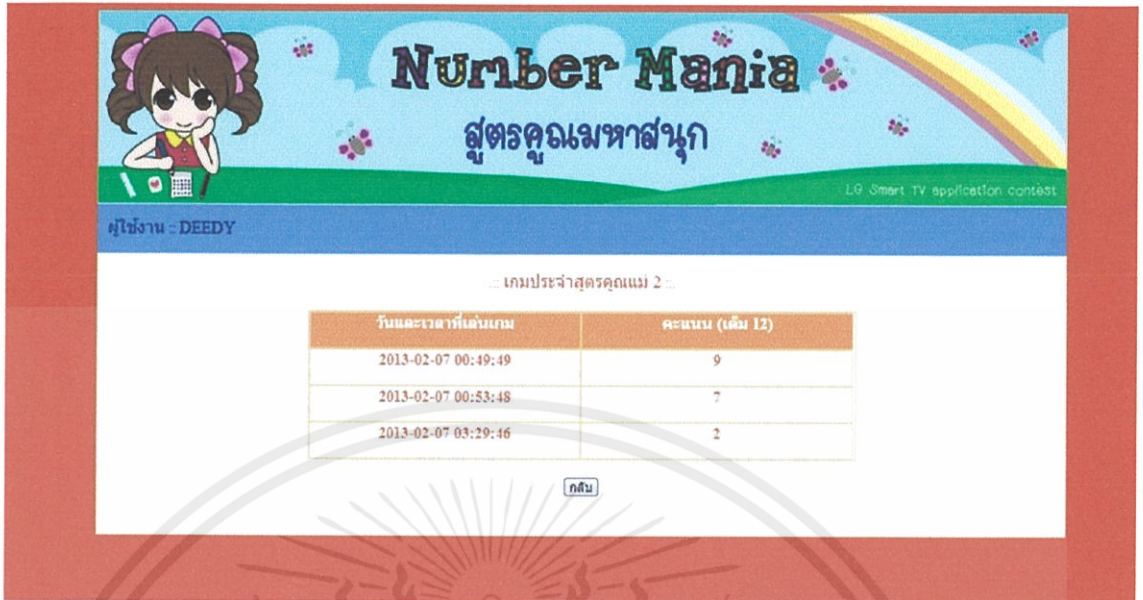 Number Mania
สูตรคูณมหาสนุก
LG Smart TV application contest
ผู้ใช้งาน :: DEEDY
..:: เกมประจำสูตรคูณแม่ 2 ::..
วันและเวลาที่เล่นเกม คะแนน (เต็ม 12)
2013-02-07 00:49:49 9
2013-02-07 00:53:48 7
2013-02-07 03:29:46 2
กลับ